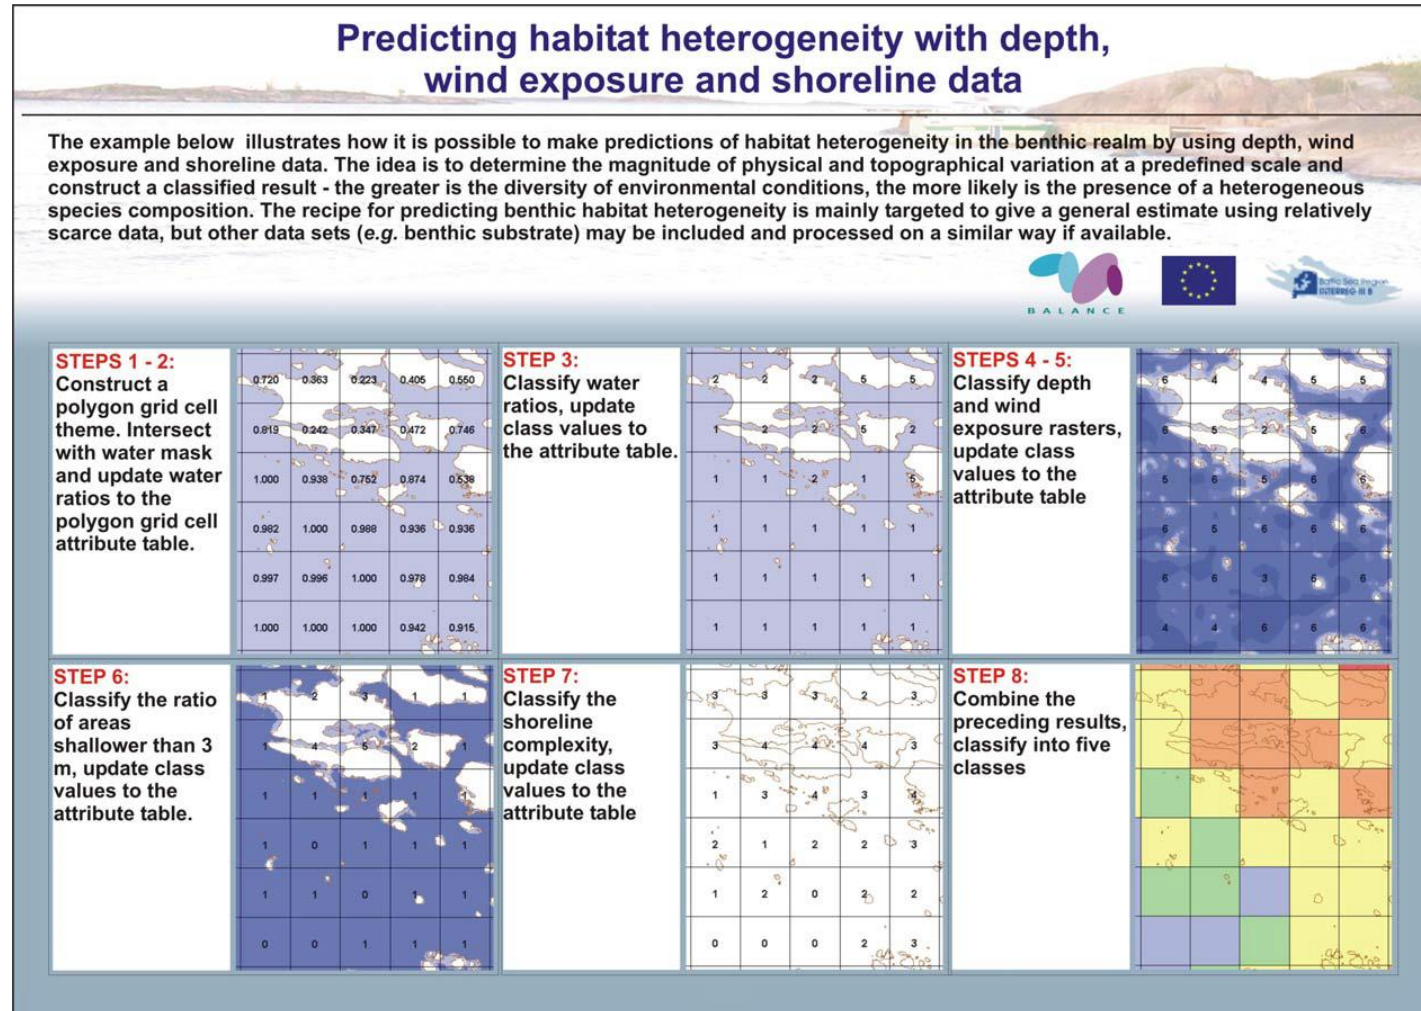 Predicting habitat heterogeneity with depth,
wind exposure and shoreline data
The example below illustrates how it is possible to make predictions of habitat heterogeneity in the benthic realm by using depth, wind
exposure and shoreline data. The idea is to determine the magnitude of physical and topographical variation at a predefined scale and
construct a classified result - the greater is the diversity of environmental conditions, the more likely is the presence of a heterogeneous
species composition. The recipe for predicting benthic habitat heterogeneity is mainly targeted to give a general estimate using relatively
scarce data, but other data sets (e.g. benthic substrate) may be included and processed on a similar way if available.
BALANCE
Baltic Sea Region
INTERREG III B
STEPS 1 - 2:
Construct a
polygon grid cell
theme. Intersect
with water mask
and update water
ratios to the
polygon grid cell
attribute table.
0.720 0.363 0.223 0.405 0.550
0.819 0.242 0.347 0.472 0.746
1.000 0.938 0.752 0.874 0.538
0.982 1.000 0.988 0.936 0.936
0.997 0.996 1.000 0.978 0.984
1.000 1.000 1.000 0.942 0.915
STEP 3:
Classify water
ratios, update
class values to
the attribute table.
2 2 2 5 5
1 2 2 5 2
1 1 2 1 5
1 1 1 1 1
1 1 1 1 1
1 1 1 1 1
STEPS 4 - 5:
Classify depth
and wind
exposure rasters,
update class
values to the
attribute table
6 4 4 5 5
6 5 2 5 6
5 6 5 6 6
6 5 6 6 6
6 6 3 6 6
4 4 6 6 6
STEP 6:
Classify the ratio
of areas
shallower than 3
m, update class
values to the
attribute table.
1 2 3 1 1
1 4 5 2 1
1 1 1 1 1
1 0 1 1 1
1 1 0 1 1
0 0 1 1 1
STEP 7:
Classify the
shoreline
complexity,
update class
values to the
attribute table
3 3 3 2 3
3 4 4 4 3
1 3 4 3 4
2 1 2 2 3
1 2 0 2 2
0 0 0 2 3
STEP 8:
Combine the
preceding results,
classify into five
classes